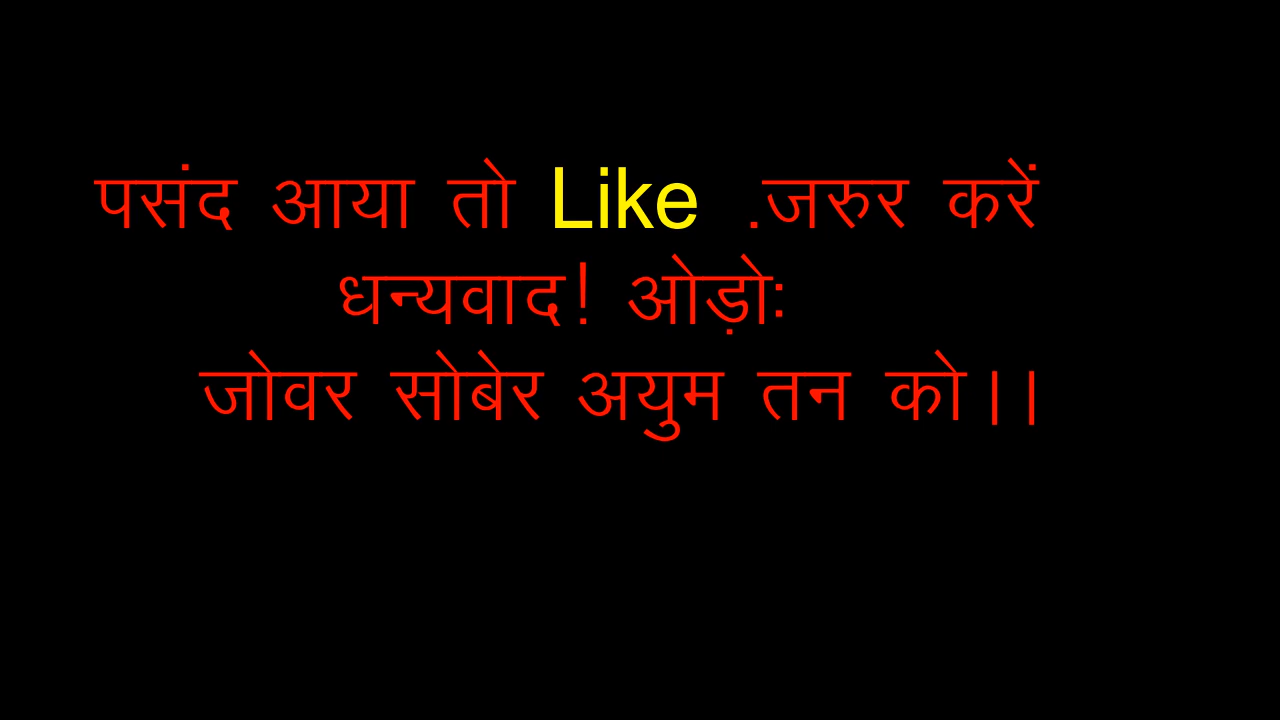 पसंद आया तो Like .जरुर करें
धन्यवाद! ओड़ोः
जोवर सोबेर अयुम तन को।।